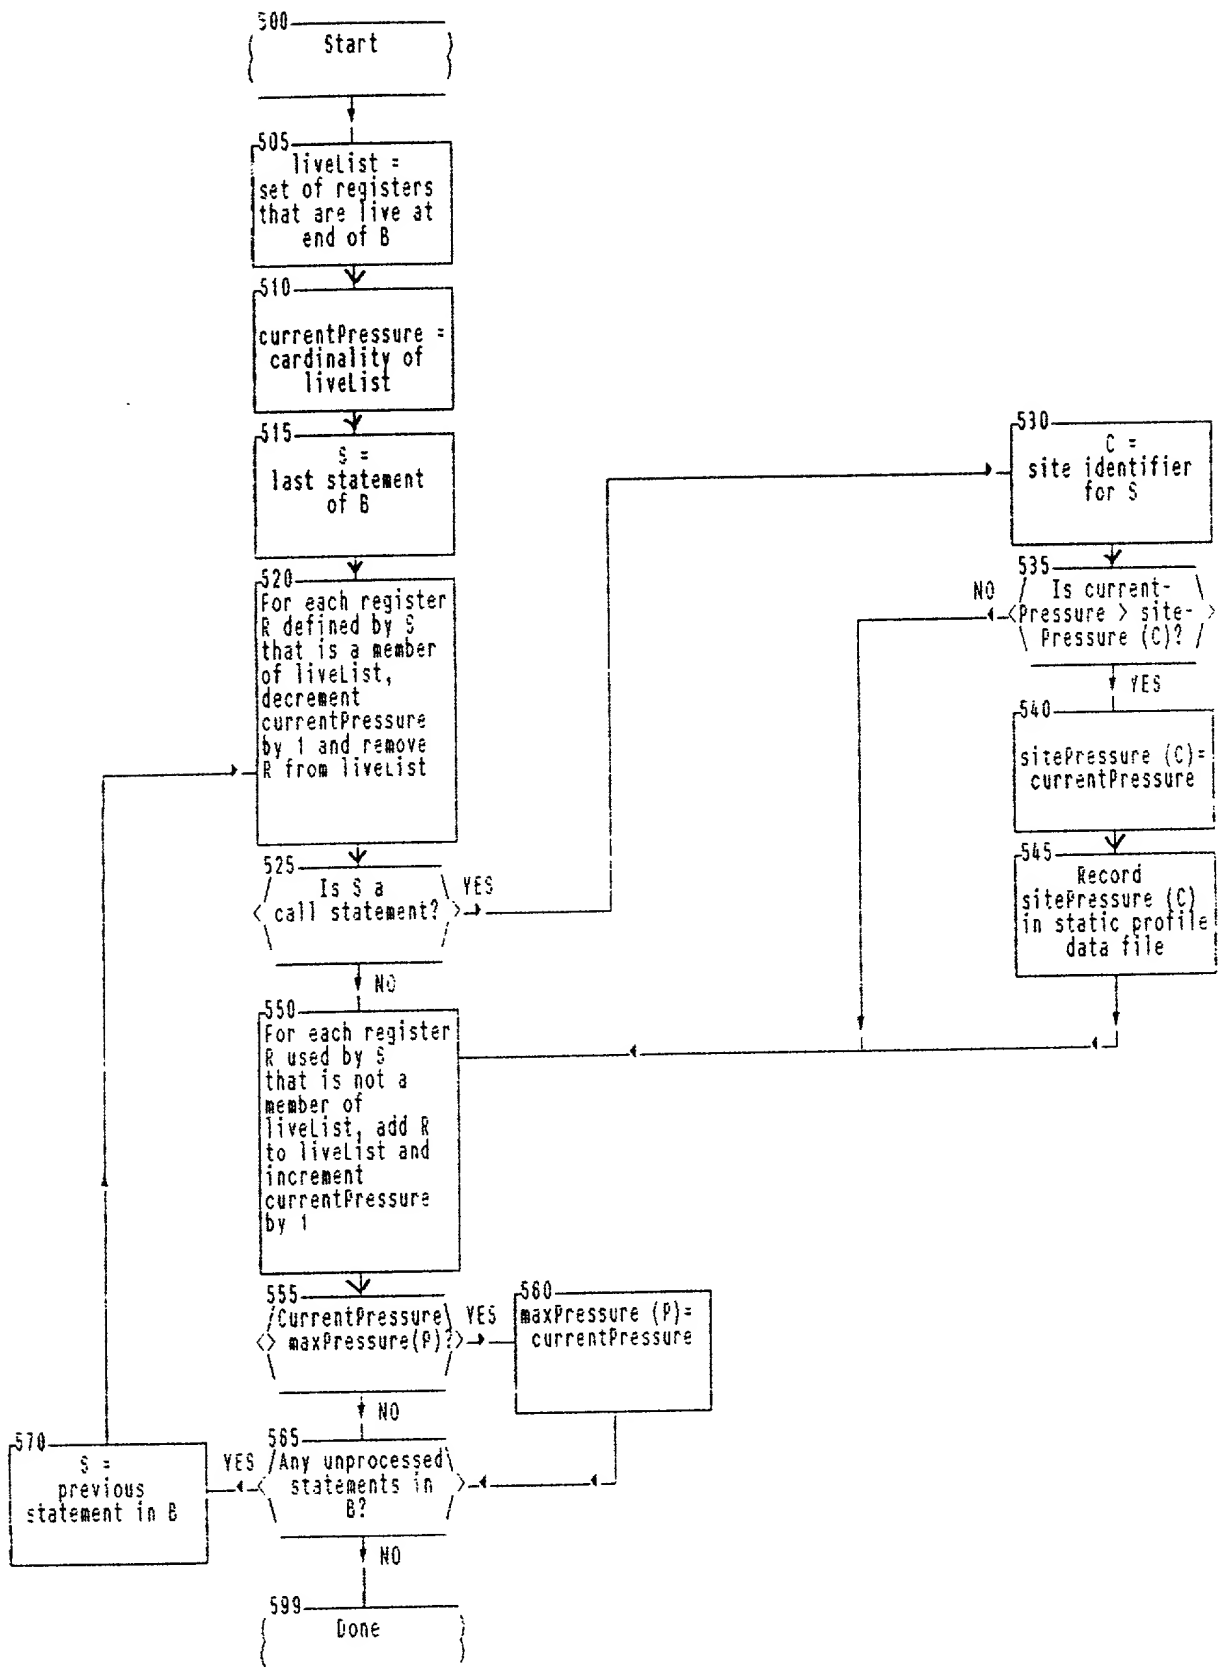 500
Start
505
liveList =
set of registers
that are live at
end of B
510
currentPressure =
cardinality of
liveList
515
S =
last statement
of B
520
For each register
R defined by S
that is a member
of liveList,
decrement
currentPressure
by 1 and remove
R from liveList
525
Is S a
call statement?
YES
NO
530
C =
site identifier
for S
535
NO
Is current-
Pressure > site-
Pressure (C)?
YES
540
sitePressure (C)=
currentPressure
545
Record
sitePressure (C)
in static profile
data file
550
For each register
R used by S
that is not a
member of
liveList, add R
to liveList and
increment
currentPressure
by 1
555
CurrentPressure
> maxPressure(P)?
YES
NO
560
maxPressure (P)=
currentPressure
565
Any unprocessed
statements in
B?
YES
NO
570
S =
previous
statement in B
599
Done